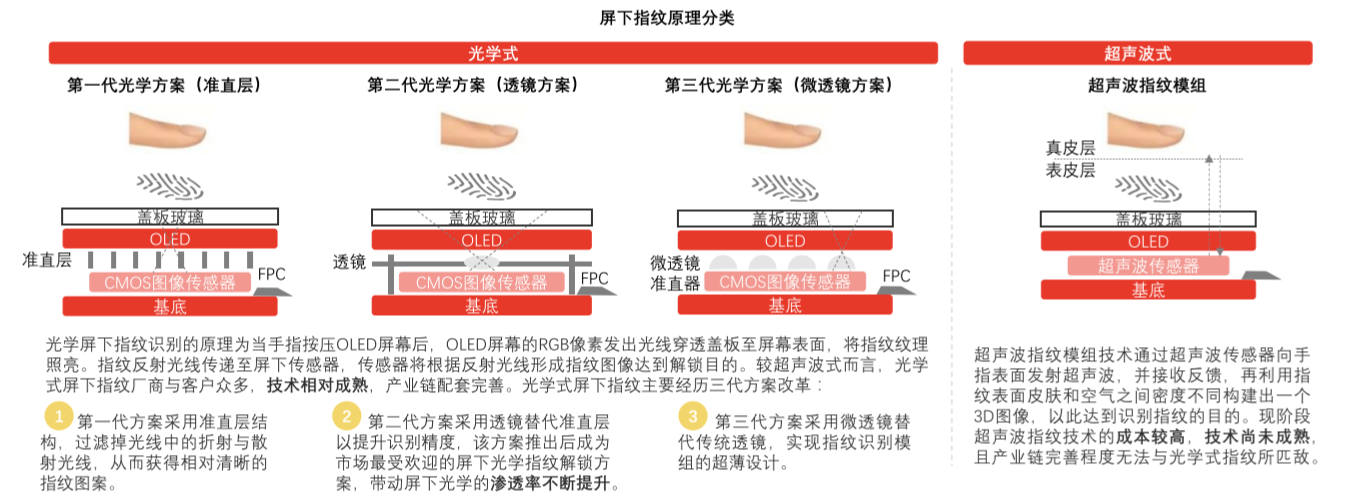 屏下指纹原理分类
光学式
第一代光学方案（准直层）
盖板玻璃
OLED
准直层
CMOS图像传感器
FPC
基底
第二代光学方案（透镜方案）
盖板玻璃
OLED
透镜
CMOS图像传感器
FPC
基底
第三代光学方案（微透镜方案）
盖板玻璃
OLED
微透镜
准直器
CMOS图像传感器
FPC
基底
光学屏下指纹识别的原理为当手指按压OLED屏幕后，OLED屏幕的RGB像素发出光线穿透盖板至屏幕表面，将指纹纹理
照亮。指纹反射光线传递至屏下传感器，传感器将根据反射光线形成指纹图像达到解锁目的。较超声波式而言，光学
式屏下指纹厂商与客户众多，技术相对成熟，产业链配套完善。光学式屏下指纹主要经历三代方案改革：
1 第一代方案采用准直层结
构，过滤掉光线中的折射与散
射光线，从而获得相对清晰的
指纹图案。
2 第二代方案采用透镜替代准直层
以提升识别精度，该方案推出后成为
市场最受欢迎的屏下光学指纹解锁方
案，带动屏下光学的渗透率不断提升。
3 第三代方案采用微透镜替
代传统透镜，实现指纹识别模
组的超薄设计。
超声波式
超声波指纹模组
真皮层
表皮层
盖板玻璃
OLED
超声波传感器
基底
超声波指纹模组技术通过超声波传感器向手
指表面发射超声波，并接收反馈，再利用指
纹表面皮肤和空气之间密度不同构建出一个
3D图像，以此达到识别指纹的目的。现阶段
超声波指纹技术的成本较高，技术尚未成熟，
且产业链完善程度无法与光学式指纹所匹敌。